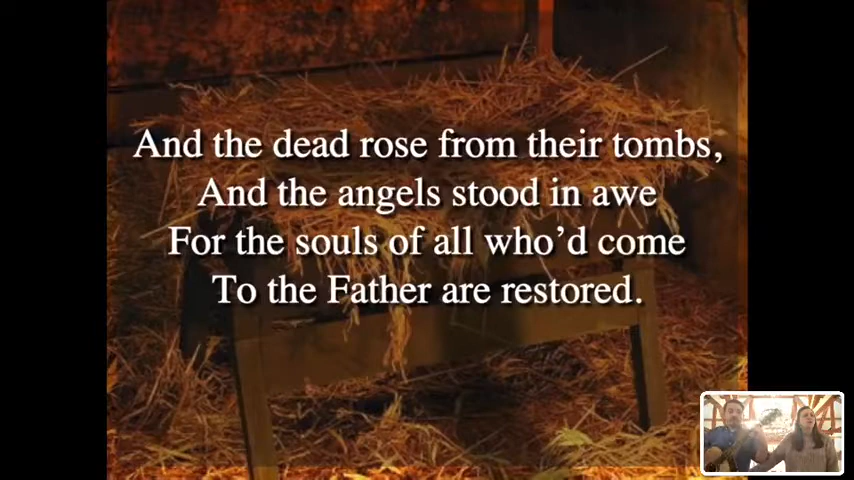 And the dead rose from their tombs,
And the angels stood in awe
For the souls of all who’d come
To the Father are restored.